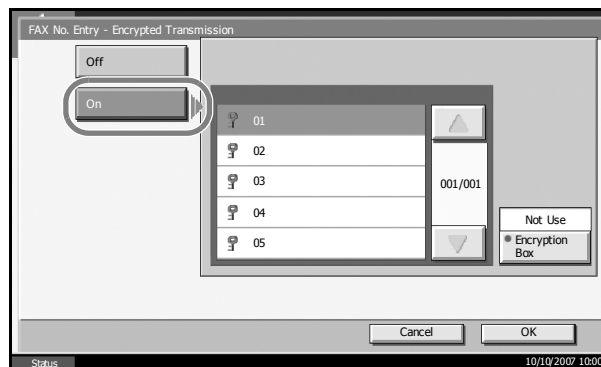 FAX No. Entry - Encrypted Transmission
Off
On
01
02
03
04
05
001/001
Not Use
Encryption
Box
Cancel
OK
Status
10/10/2007 10:00